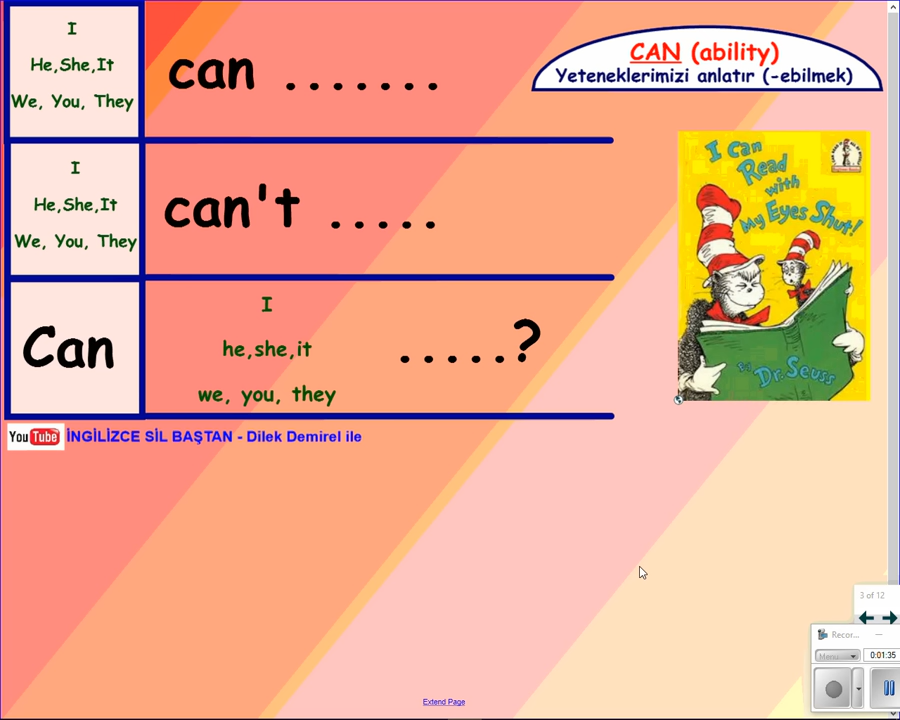 I
He,She,It
We, You, They
can .......
CAN (ability)
Yeteneklerimizi anlatır (-ebilmek)
I
He,She,It
We, You, They
can't .....
I can
Read
with
My Eyes Shut!
By Dr. Seuss
Can
I
he,she,it
we, you, they
.....?
YouTube İNGİLİZCE SİL BAŞTAN - Dilek Demirel ile
3 of 12
Recor...
Menu
0:01:35
Extend Page